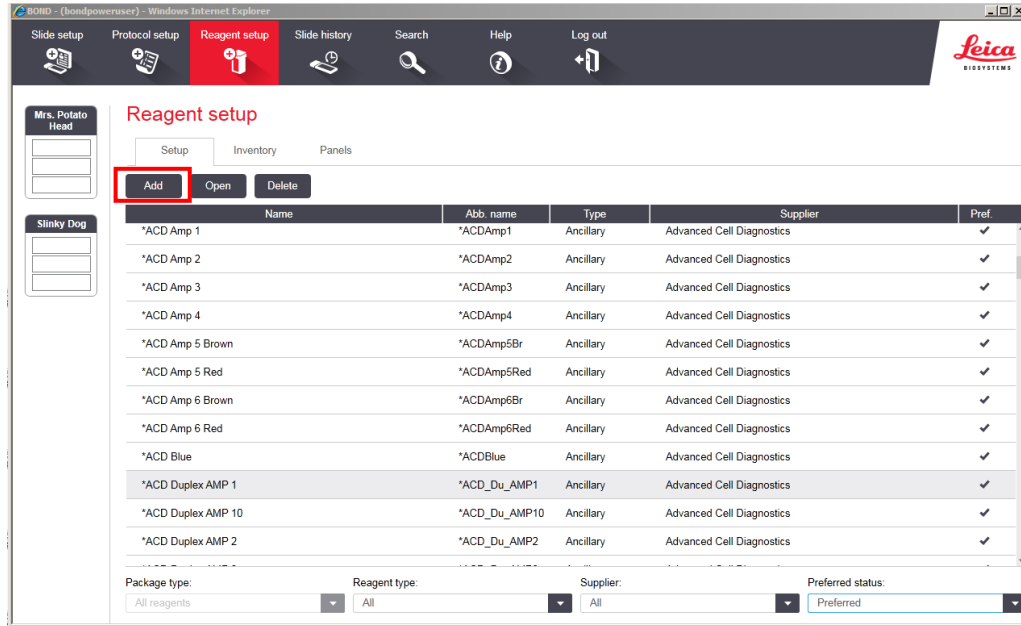 BOND - (bondpoweruser) - Windows Internet Explorer
Slide setup Protocol setup Reagent setup Slide history Search Help Log out
Leica
BIOSYSTEMS
Mrs. Potato
Head
Slinky Dog
Reagent setup
Setup Inventory Panels
Add Open Delete
Name Abb. name Type Supplier Pref.
*ACD Amp 1 *ACDAmp1 Ancillary Advanced Cell Diagnostics
*ACD Amp 2 *ACDAmp2 Ancillary Advanced Cell Diagnostics
*ACD Amp 3 *ACDAmp3 Ancillary Advanced Cell Diagnostics
*ACD Amp 4 *ACDAmp4 Ancillary Advanced Cell Diagnostics
*ACD Amp 5 Brown *ACDAmp5Br Ancillary Advanced Cell Diagnostics
*ACD Amp 5 Red *ACDAmp5Red Ancillary Advanced Cell Diagnostics
*ACD Amp 6 Brown *ACDAmp6Br Ancillary Advanced Cell Diagnostics
*ACD Amp 6 Red *ACDAmp6Red Ancillary Advanced Cell Diagnostics
*ACD Blue *ACDBlue Ancillary Advanced Cell Diagnostics
*ACD Duplex AMP 1 *ACD_Du_AMP1 Ancillary Advanced Cell Diagnostics
*ACD Duplex AMP 10 *ACD_Du_AMP10 Ancillary Advanced Cell Diagnostics
*ACD Duplex AMP 2 *ACD_Du_AMP2 Ancillary Advanced Cell Diagnostics
Package type: Reagent type: Supplier: Preferred status:
All reagents All All Preferred